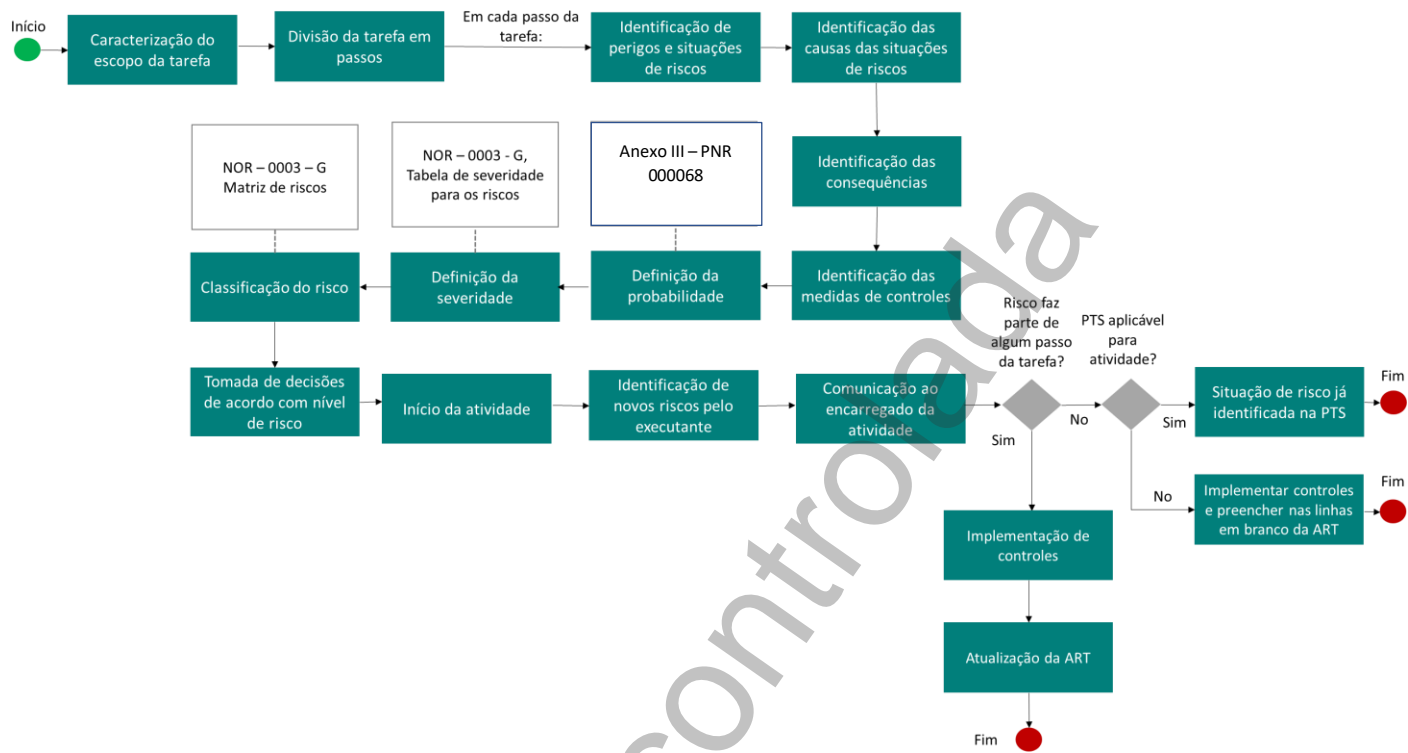 Início
Caracterização do
escopo da tarefa
Divisão da tarefa em
passos
Em cada passo da
tarefa:
Identificação de
perigos e situações
de riscos
Identificação das
causas das situações
de riscos
NOR – 0003 – G
Matriz de riscos
NOR – 0003 - G,
Tabela de severidade
para os riscos
Anexo III – PNR
000068
Identificação das
consequências
Classificação do risco
Definição da
severidade
Definição da
probabilidade
Identificação das
medidas de controles
Risco faz
parte de
algum passo
da tarefa?
PTS aplicável
para
atividade?
Tomada de decisões
de acordo com nível
de risco
Início da atividade
Identificação de
novos riscos pelo
executante
Comunicação ao
encarregado da
atividade
Sim
No
Sim
Situação de risco já
identificada na PTS
Fim
No
Implementar controles
e preencher nas linhas
em branco da ART
Fim
Implementação de
controles
Atualização da ART
Fim
controlada